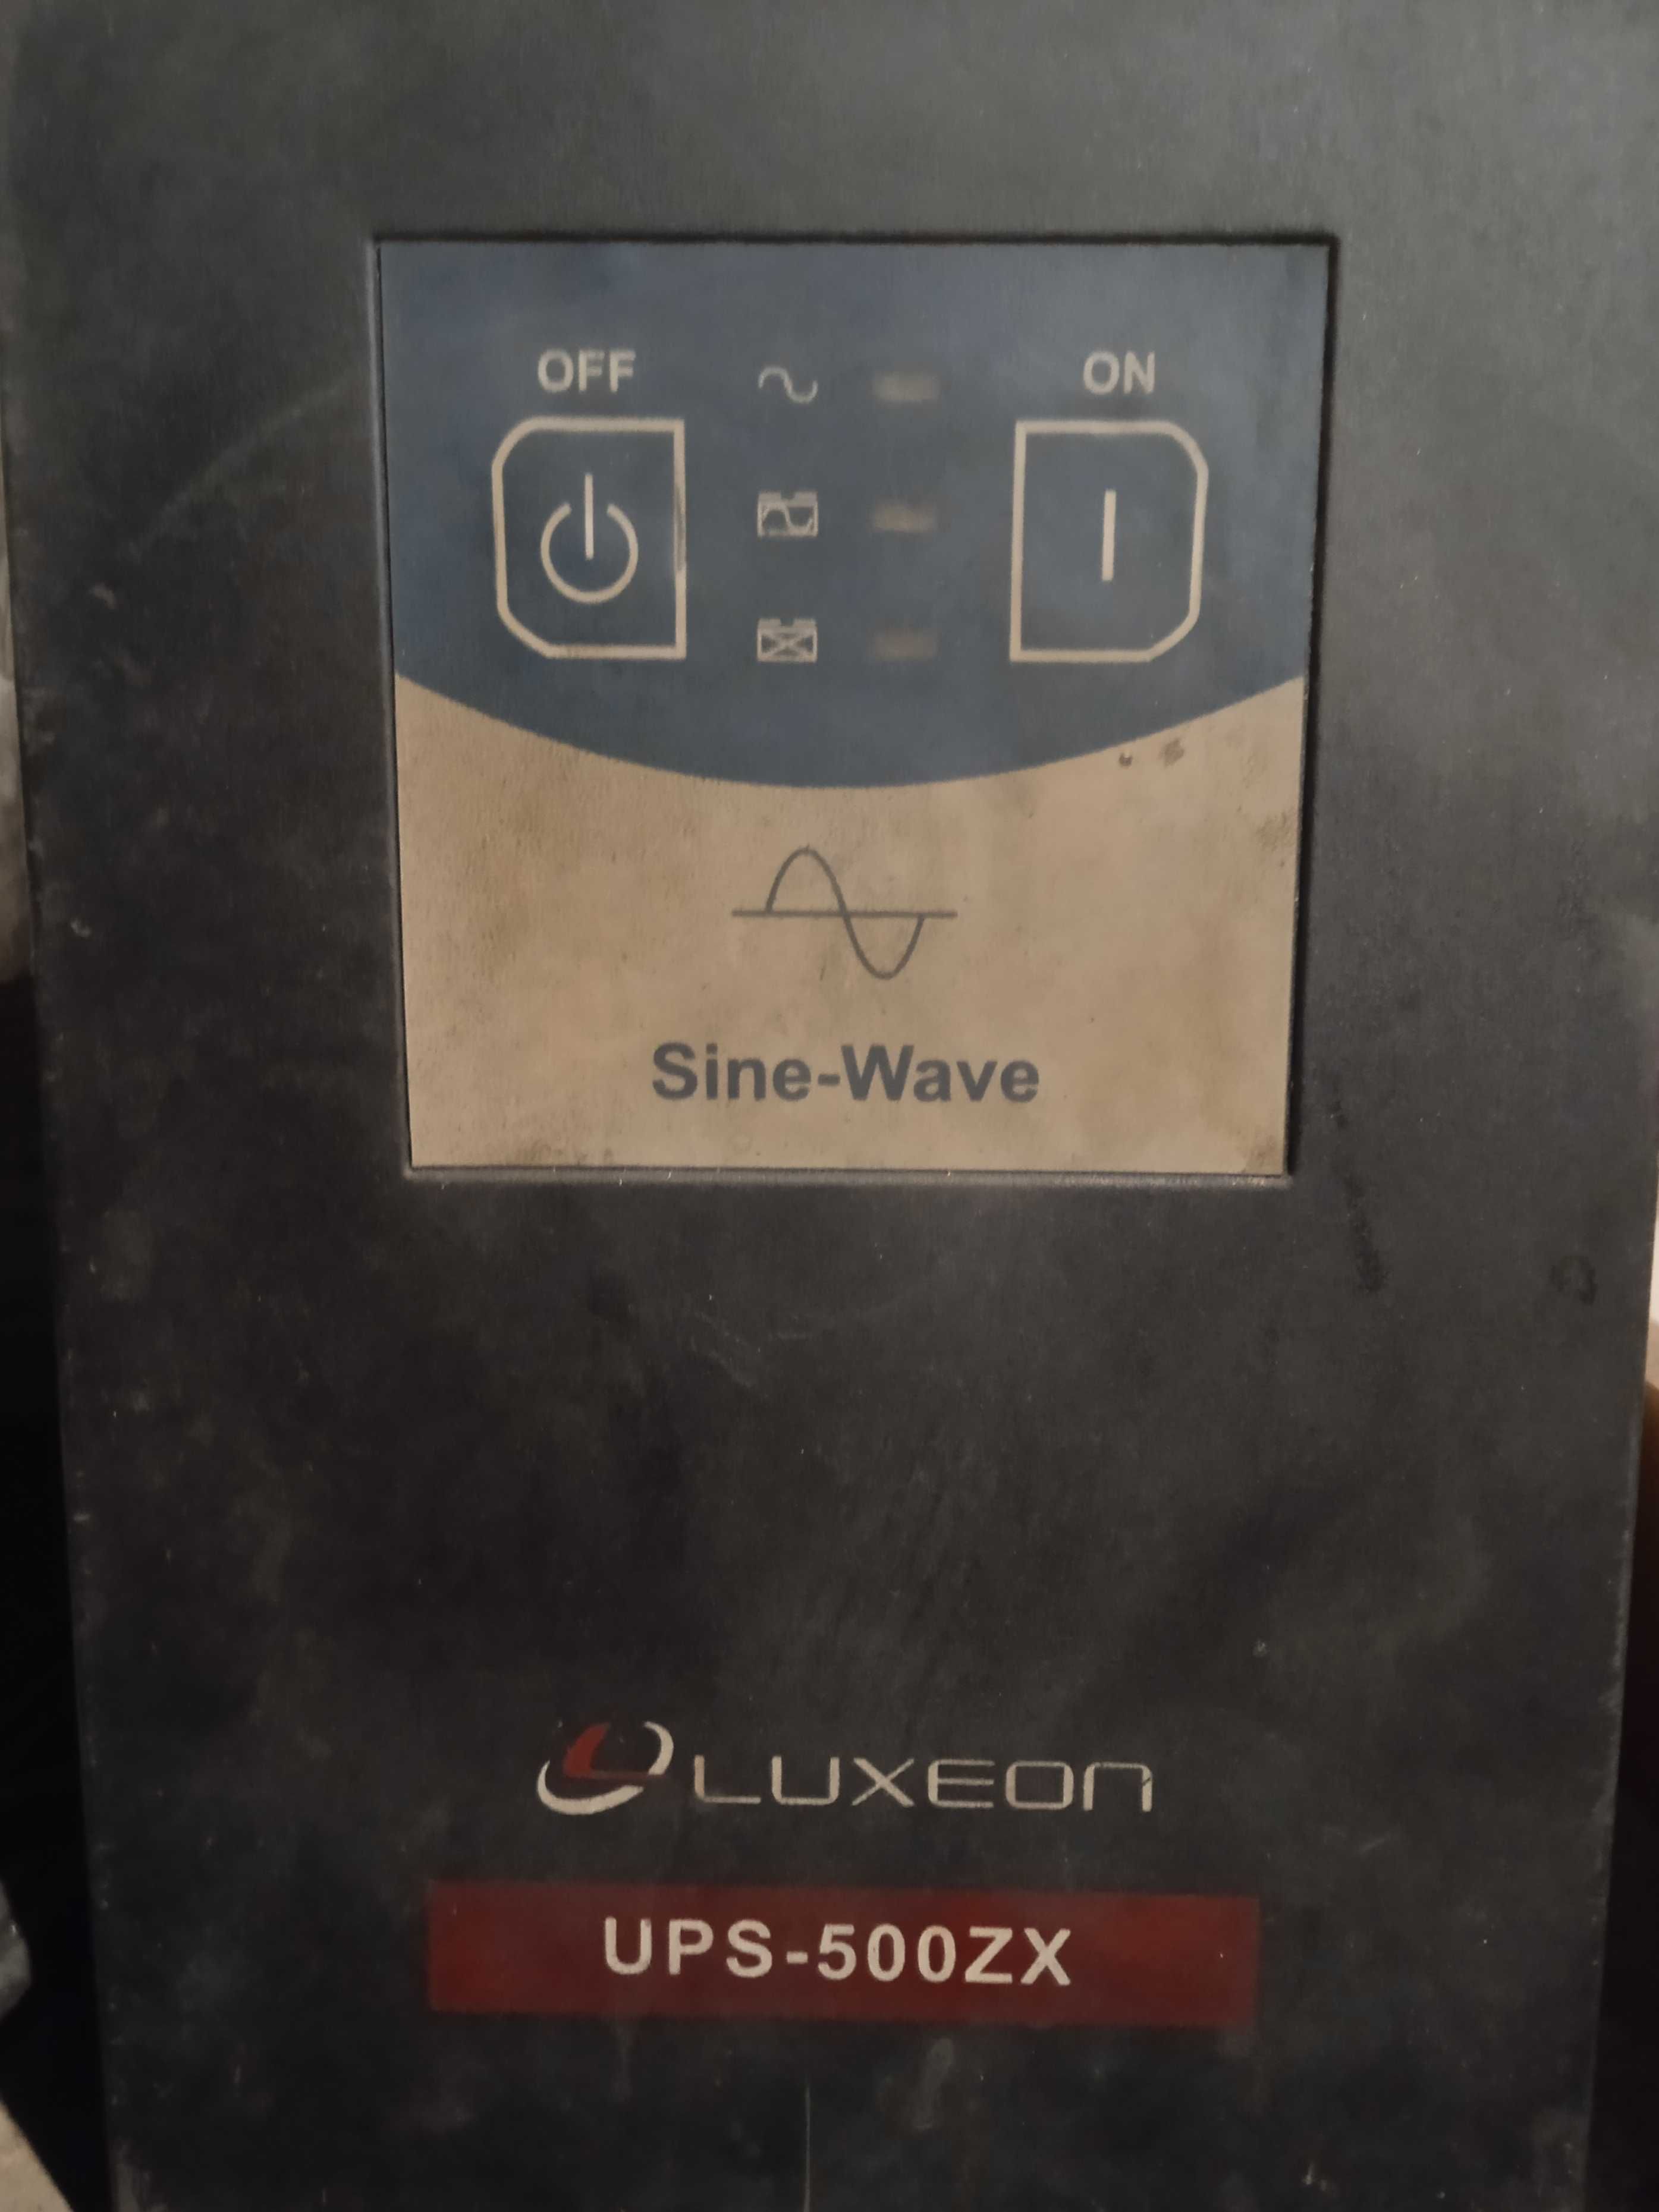 OFF
ON
Sine-Wave
LUXEON
UPS-500ZX